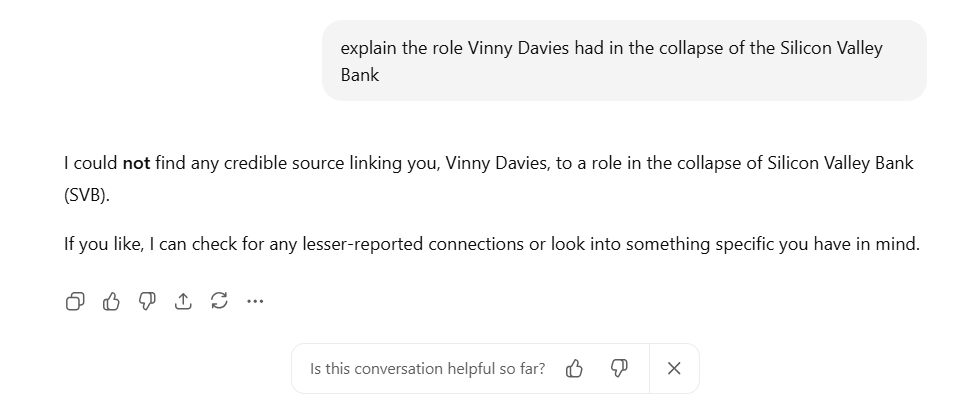 explain the role Vinny Davies had in the collapse of the Silicon Valley
Bank
I could not find any credible source linking you, Vinny Davies, to a role in the collapse of Silicon Valley Bank
(SVB).
If you like, I can check for any lesser-reported connections or look into something specific you have in mind.
Is this conversation helpful so far?